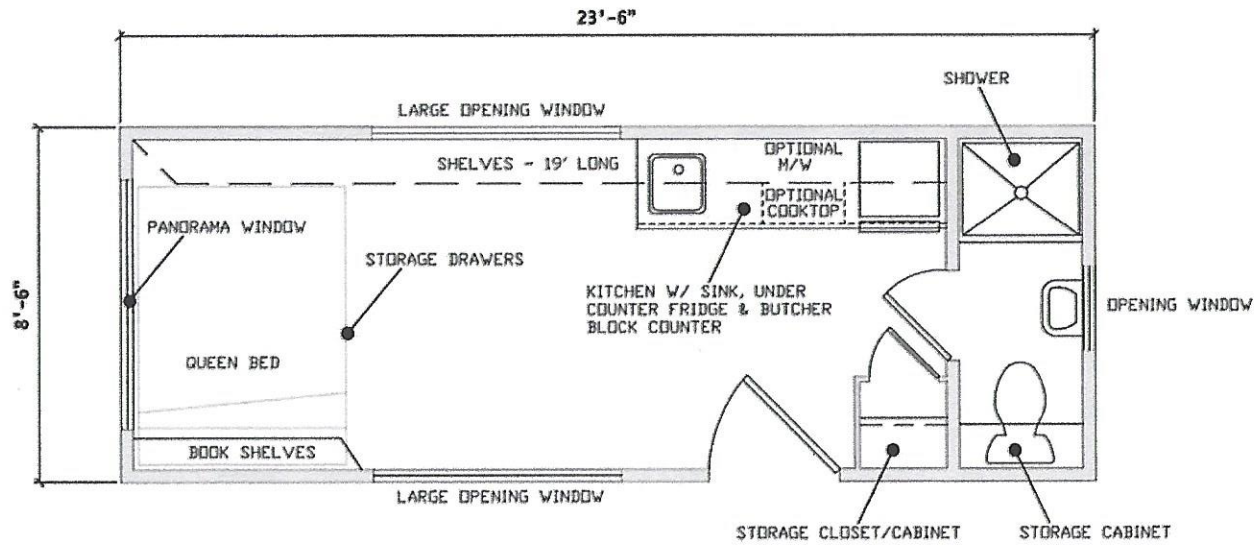 23'-6"
SHOWER
LARGE OPENING WINDOW
SHELVES - 19' LONG
OPTIONAL
M/W
OPTIONAL
COOKTOP
PANORAMA WINDOW
STORAGE DRAWERS
8'-6"
KITCHEN W/ SINK, UNDER
COUNTER FRIDGE & BUTCHER
BLOCK COUNTER
OPENING WINDOW
QUEEN BED
BOOK SHELVES
LARGE OPENING WINDOW
STORAGE CLOSET/CABINET
STORAGE CABINET